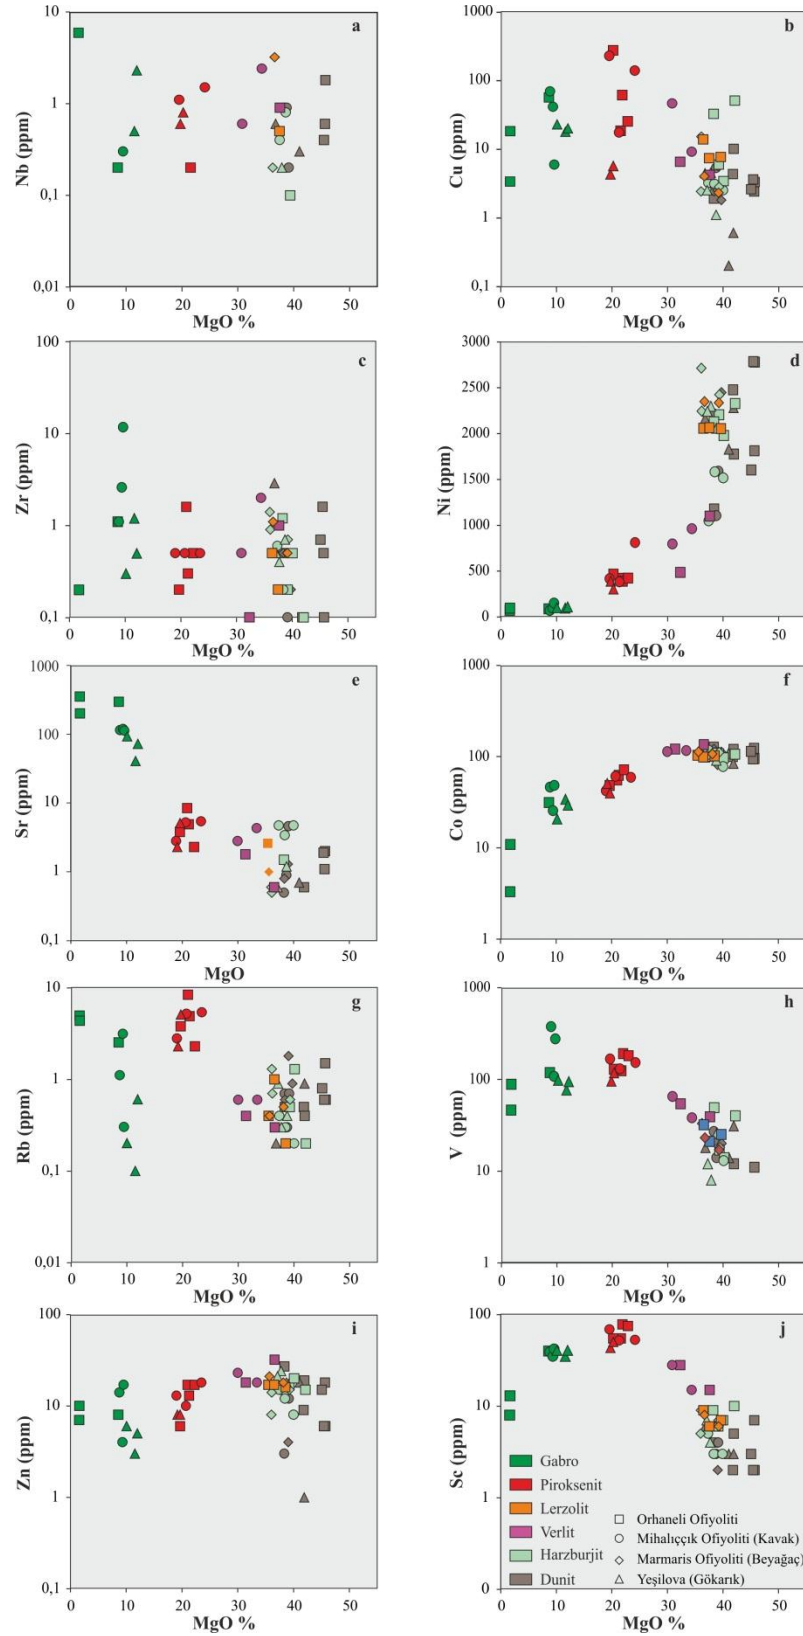 a
Nb (ppm)
10
1
0,1
0,01
0 10 20 30 40 50
MgO %
b
Cu (ppm)
1000
100
10
1
0,1
0 10 20 30 40 50
MgO %
c
Zr (ppm)
100
10
1
0,1
0 10 20 30 40 50
MgO %
d
Ni (ppm)
3000
2500
2000
1500
1000
500
0
0 10 20 30 40 50
MgO %
e
Sr (ppm)
1000
100
10
1
0,1
0 10 20 30 40 50
MgO
f
Co (ppm)
1000
100
10
1
0 10 20 30 40 50
MgO %
g
Rb (ppm)
10
1
0,1
0,01
0 10 20 30 40 50
MgO %
h
V (ppm)
1000
100
10
1
0 10 20 30 40 50
MgO %
i
Zn (ppm)
100
10
1
0,1
0 10 20 30 40 50
MgO %
j
Sc (ppm)
100
10
1
0
0 10 20 30 40 50
MgO %
Gabro
Piroksenit
Lerzolit
Verlit
Harzburjit
Dunit
Orhaneli Ofiyoliti
Mihalıççık Ofiyoliti (Kavak)
Marmaris Ofiyoliti (Beyağaç)
Yeşilova (Gökarık)